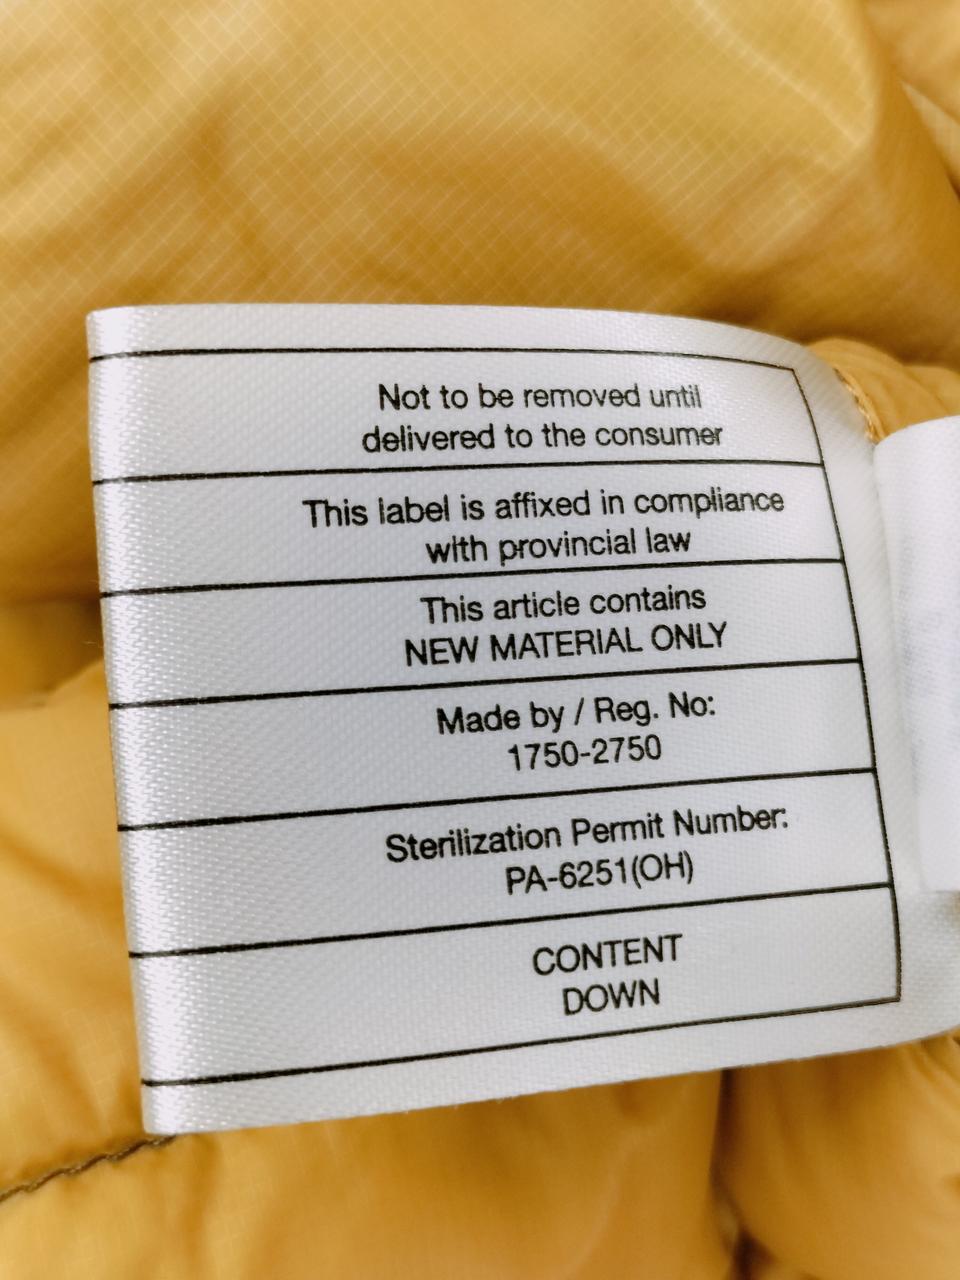 Not to be removed until
delivered to the consumer
This label is affixed in compliance
with provincial law
This article contains
NEW MATERIAL ONLY
Made by / Reg. No:
1750-2750
Sterilization Permit Number:
PA-6251(OH)
CONTENT
DOWN